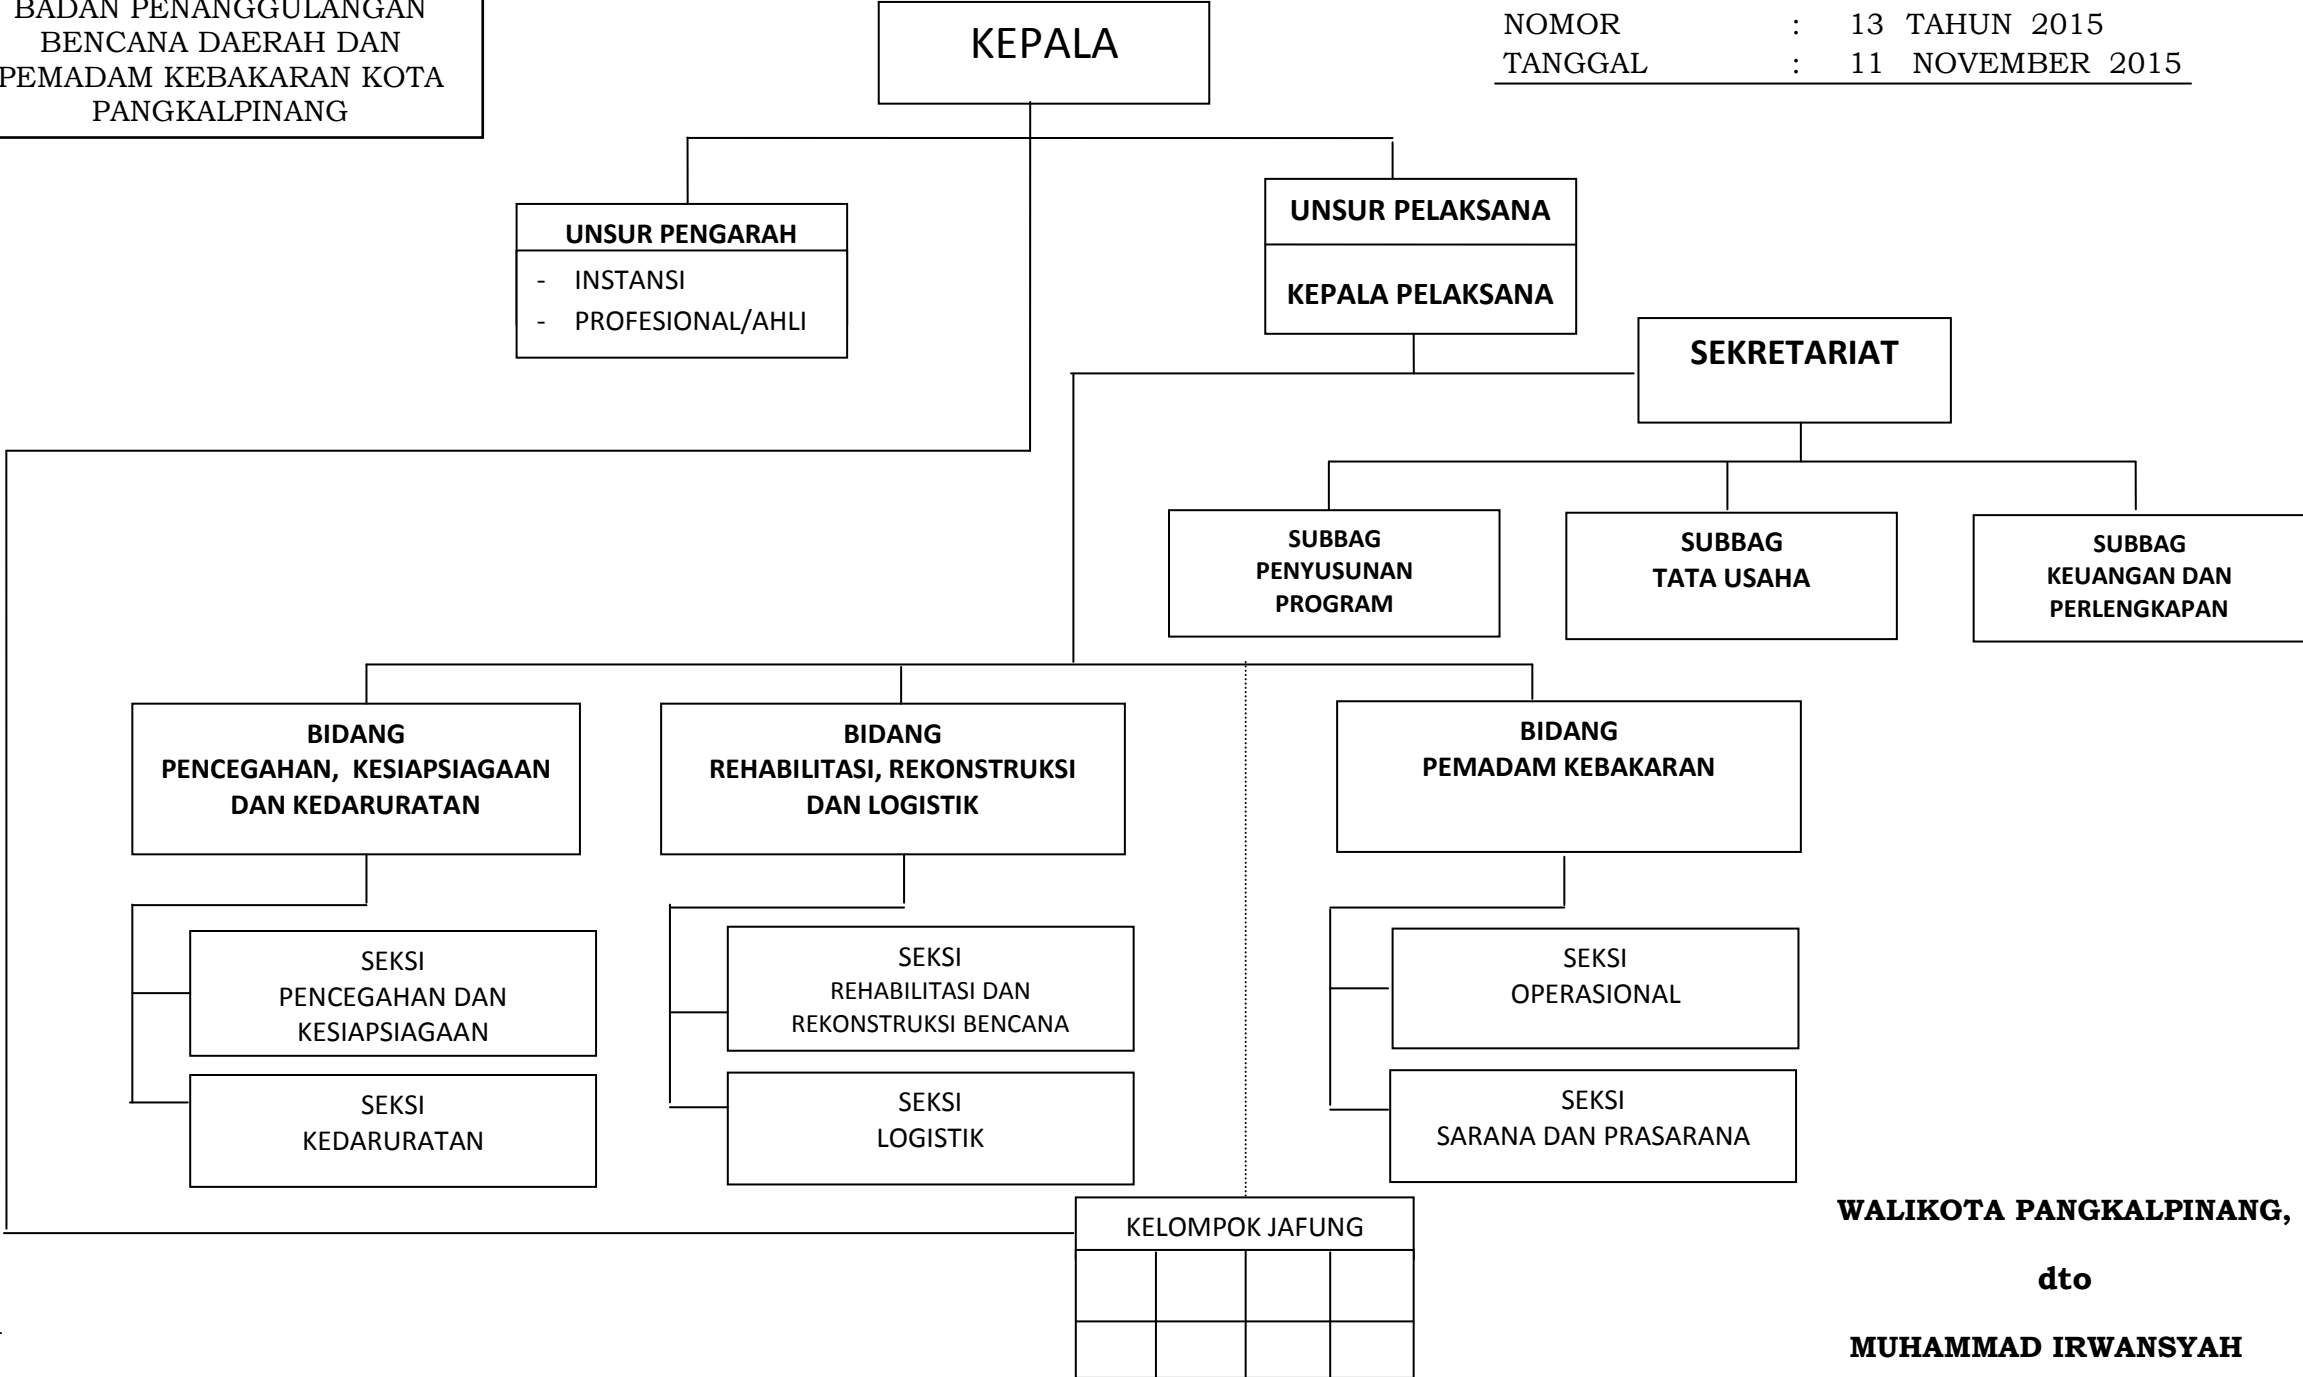 BADAN PENANGGULANGAN
BENCANA DAERAH DAN
PEMADAM KEBAKARAN KOTA
PANGKALPINANG
KEPALA
NOMOR : 13 TAHUN 2015
TANGGAL : 11 NOVEMBER 2015
UNSUR PENGARAH
- INSTANSI
- PROFESIONAL/AHLI
UNSUR PELAKSANA
KEPALA PELAKSANA
SEKRETARIAT
SUBBAG
PENYUSUNAN
PROGRAM
SUBBAG
TATA USAHA
SUBBAG
KEUANGAN DAN
PERLENGKAPAN
BIDANG
PENCEGAHAN, KESIAPSIAGAAN
DAN KEDARURATAN
BIDANG
REHABILITASI, REKONSTRUKSI
DAN LOGISTIK
BIDANG
PEMADAM KEBAKARAN
SEKSI
PENCEGAHAN DAN
KESIAPSIAGAAN
SEKSI
REHABILITASI DAN
REKONSTRUKSI BENCANA
SEKSI
OPERASIONAL
SEKSI
KEDARURATAN
SEKSI
LOGISTIK
SEKSI
SARANA DAN PRASARANA
KELOMPOK JAFUNG
WALIKOTA PANGKALPINANG,
dto
MUHAMMAD IRWANSYAH